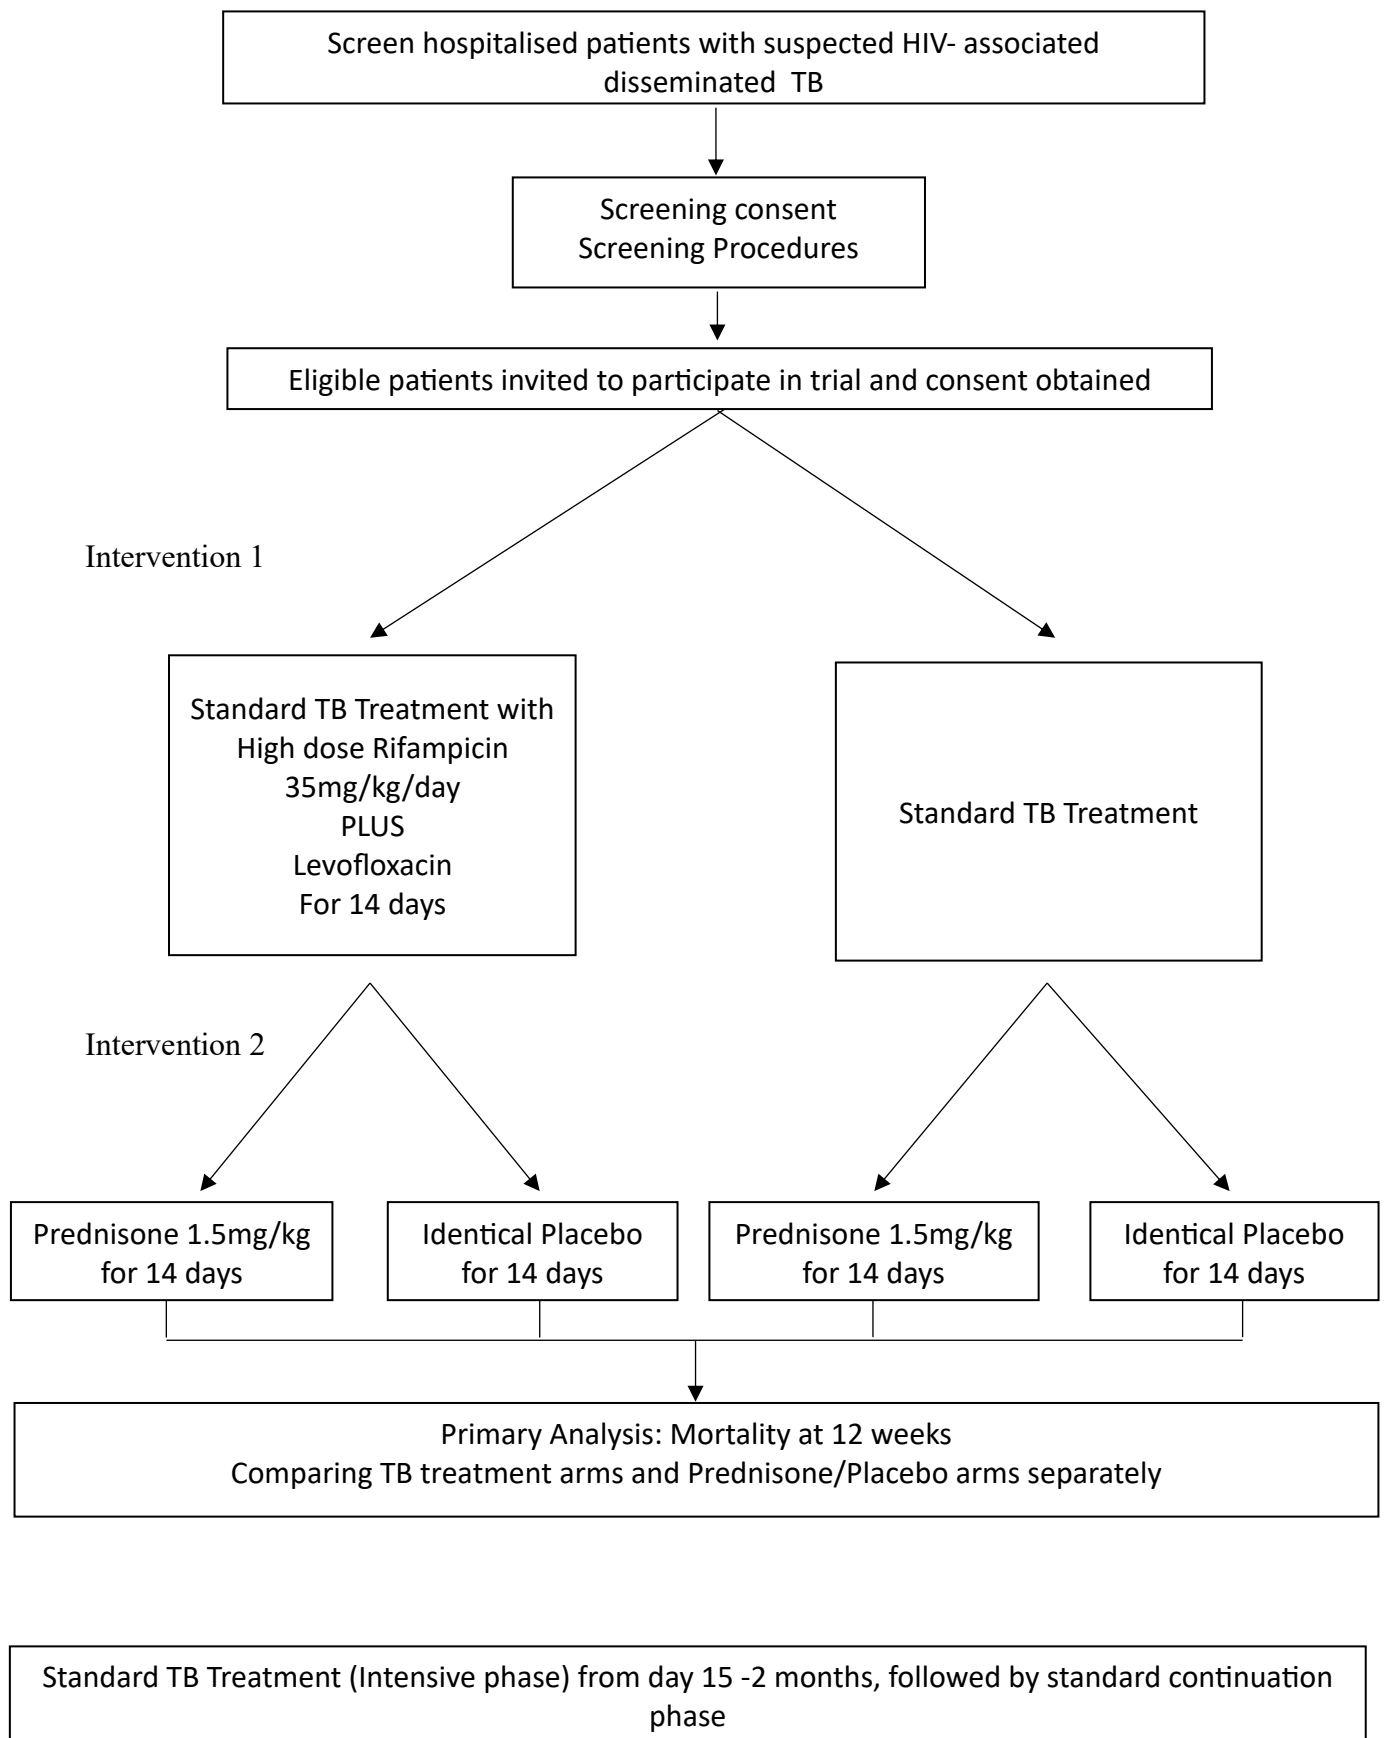 Screen hospitalised patients with suspected HIV- associated
disseminated TB
Screening consent
Screening Procedures
Eligible patients invited to participate in trial and consent obtained
Intervention 1
Standard TB Treatment with
High dose Rifampicin
35mg/kg/day
PLUS
Levofloxacin
For 14 days
Standard TB Treatment
Intervention 2
Prednisone 1.5mg/kg
for 14 days
Identical Placebo
for 14 days
Prednisone 1.5mg/kg
for 14 days
Identical Placebo
for 14 days
Primary Analysis: Mortality at 12 weeks
Comparing TB treatment arms and Prednisone/Placebo arms separately
Standard TB Treatment (Intensive phase) from day 15 -2 months, followed by standard continuation
phase